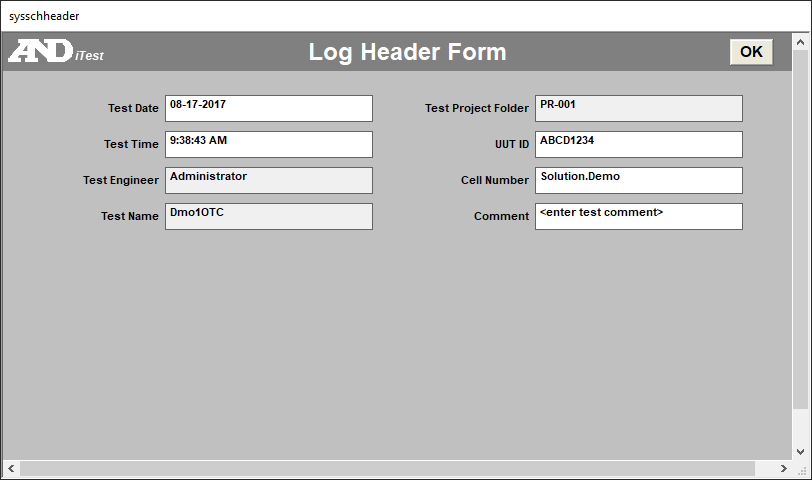 sysschheader
AND iTest
Log Header Form
OK
Test Date 08-17-2017
Test Project Folder PR-001
Test Time 9:38:43 AM
UUT ID ABCD1234
Test Engineer Administrator
Cell Number Solution.Demo
Test Name Dmo1OTC
Comment <enter test comment>